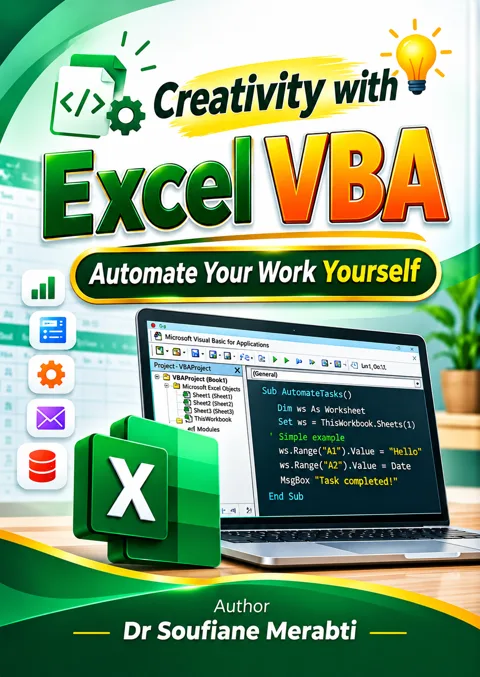 </>
Creativity with
Excel VBA
Automate Your Work Yourself
Microsoft Visual Basic for Applications
Ln1, Col1
Project - VBAProject
X
(General)
VBAProject (Book1)
Microsoft Excel Objects
Sheet1 (Sheet1)
Sheet2 (Sheet2)
Sheet3 (Sheet3)
ThisWorkbook
Modules
Sub AutomateTasks()
Dim ws As Worksheet
Set ws = ThisWorkbook.Sheets(1)
' Simple example
ws.Range("A1").Value = "Hello"
ws.Range("A2").Value = Date
MsgBox "Task completed!"
End Sub
X
Author
Dr Soufiane Merabti